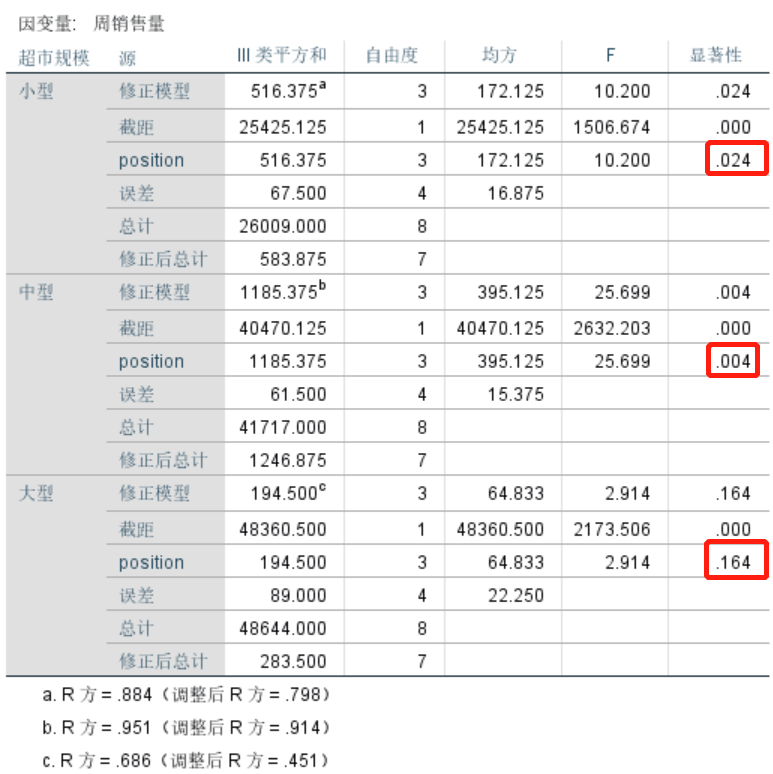 因变量: 周销售量
超市规模 源 III 类平方和 自由度 均方 F 显著性
小型 修正模型 516.375a 3 172.125 10.200 .024
截距 25425.125 1 25425.125 1506.674 .000
position 516.375 3 172.125 10.200 .024
误差 67.500 4 16.875
总计 26009.000 8
修正后总计 583.875 7
中型 修正模型 1185.375b 3 395.125 25.699 .004
截距 40470.125 1 40470.125 2632.203 .000
position 1185.375 3 395.125 25.699 .004
误差 61.500 4 15.375
总计 41717.000 8
修正后总计 1246.875 7
大型 修正模型 194.500c 3 64.833 2.914 .164
截距 48360.500 1 48360.500 2173.506 .000
position 194.500 3 64.833 2.914 .164
误差 89.000 4 22.250
总计 48644.000 8
修正后总计 283.500 7
a. R 方 = .884（调整后 R 方 = .798）
b. R 方 = .951（调整后 R 方 = .914）
c. R 方 = .686（调整后 R 方 = .451）